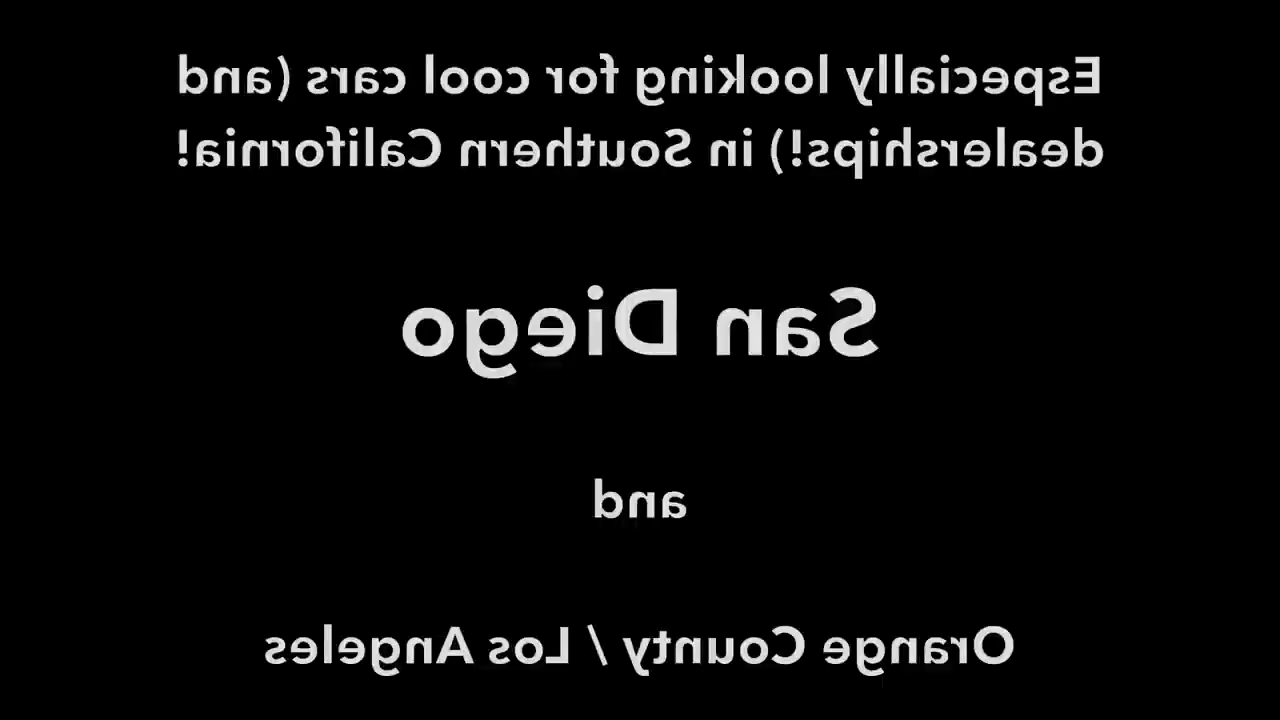 Especially looking for cool cars (and
dealerships!) in Southern California!
San Diego
and
Orange County / Los Angeles